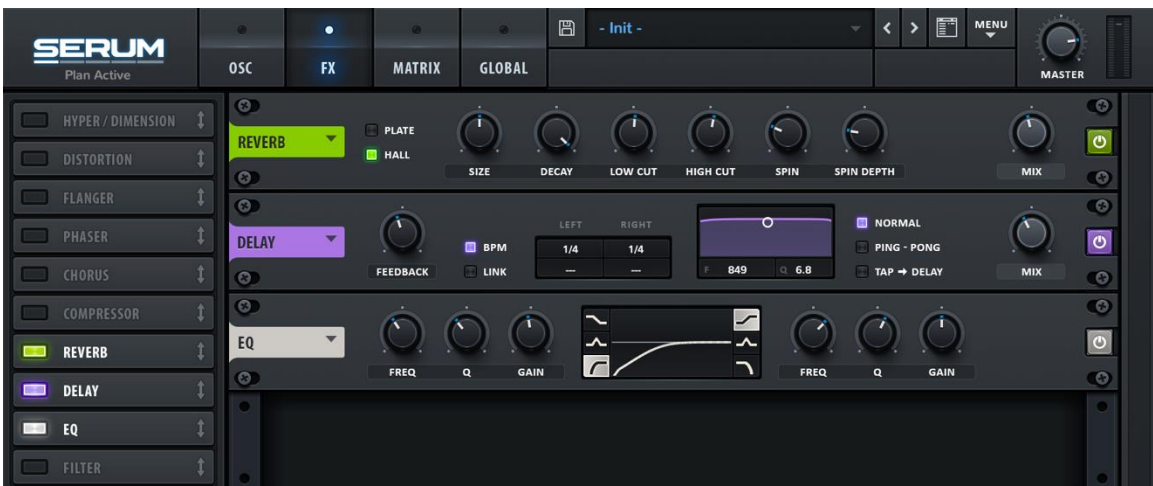 SERUM
Plan Active
OSC
FX
MATRIX
GLOBAL
- Init -
MENU
MASTER
HYPER / DIMENSION
DISTORTION
FLANGER
PHASER
CHORUS
COMPRESSOR
REVERB
DELAY
EQ
FILTER
REVERB
PLATE
HALL
SIZE
DECAY
LOW CUT
HIGH CUT
SPIN
SPIN DEPTH
MIX
DELAY
FEEDBACK
BPM
LINK
LEFT RIGHT
1/4 1/4
--- ---
F 849 Q 6.8
NORMAL
PING - PONG
TAP → DELAY
MIX
EQ
FREQ
Q
GAIN
FREQ
Q
GAIN